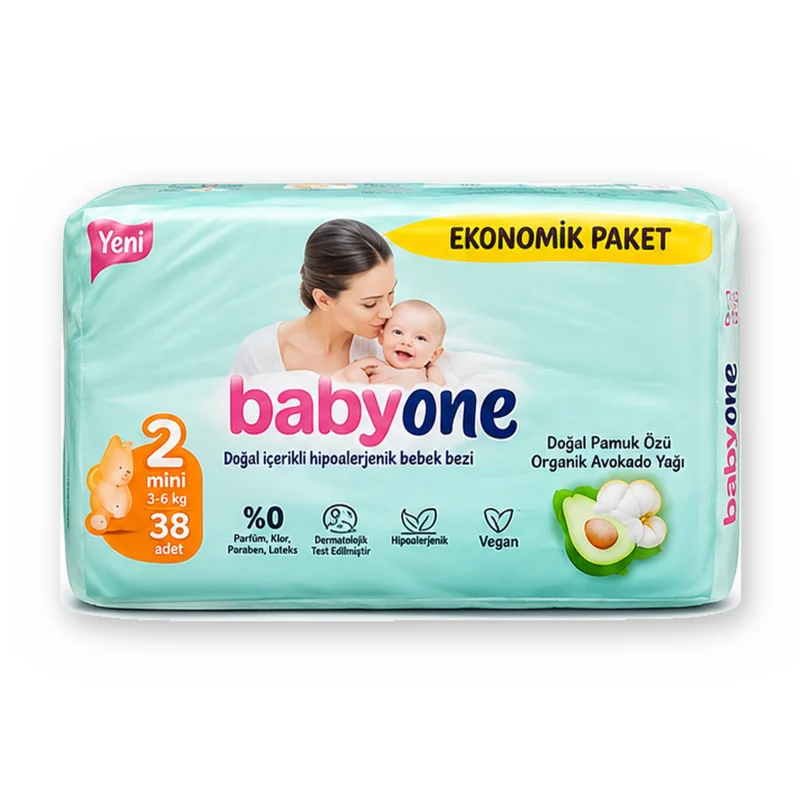 Yeni
EKONOMİK PAKET
babyone
Doğal içerikli hipoalerjenik bebek bezi
2
mini
3-6 kg
38
adet
%0
Parfüm, Klor,
Paraben, Lateks
Dermatolojik
Test Edilmiştir
Hipoalerjenik
Vegan
Doğal Pamuk Özü
Organik Avokado Yağı
babyone